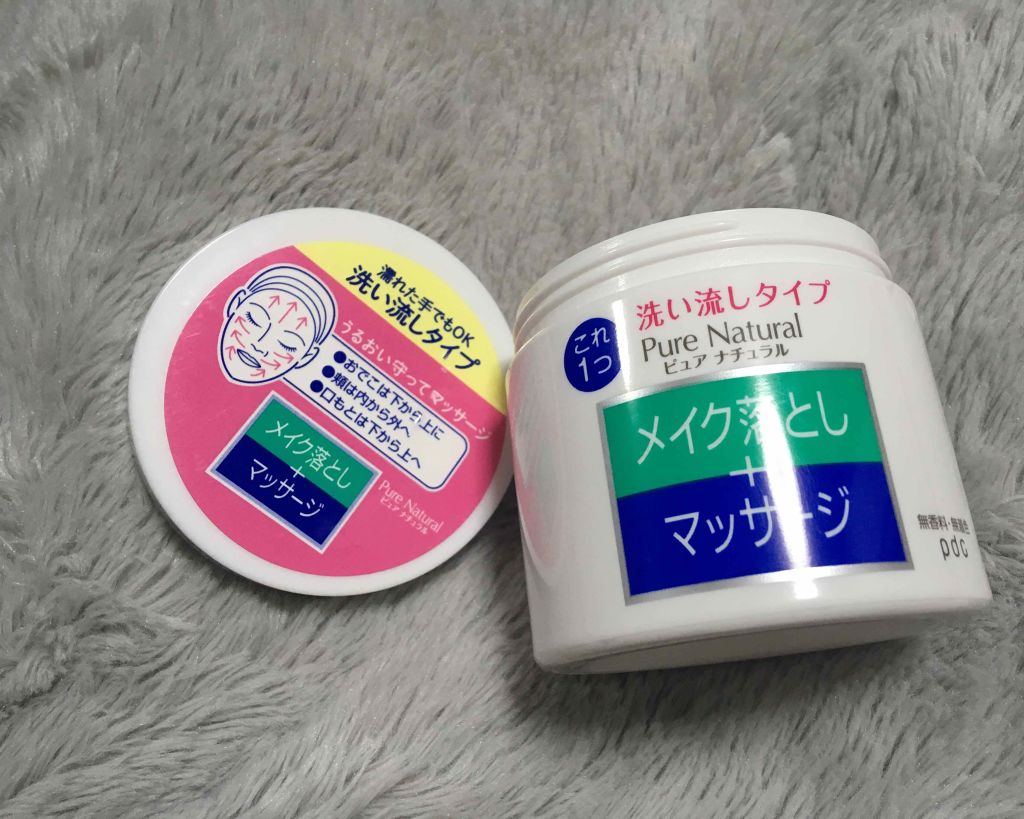 濡れた手でもOK
洗い流しタイプ
うるおい守ってマッサージ
●おでこは下から上に
●頬は内から外へ
●口もとは下から上へ
メイク落とし
+
マッサージ
Pure Natural
ピュア ナチュラル
これ
1つ
洗い流しタイプ
Pure Natural
ピュア ナチュラル
メイク落とし
+
マッサージ
無香料・無着色
pdc